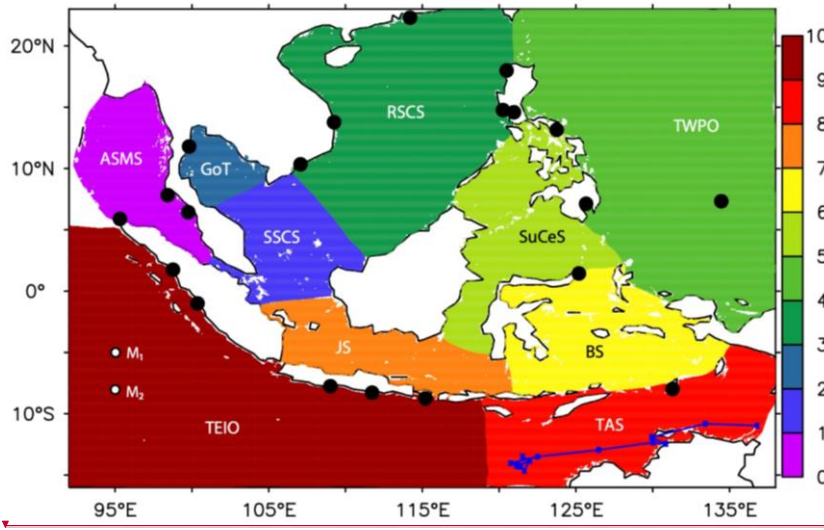 20°N
10°N
0°
10°S
95°E
105°E
115°E
125°E
135°E
ASMS
GoT
RSCS
TWPO
SSCS
SuCeS
JS
BS
M₁
M₂
TEIO
TAS
10
9
8
7
6
5
4
3
2
1
0